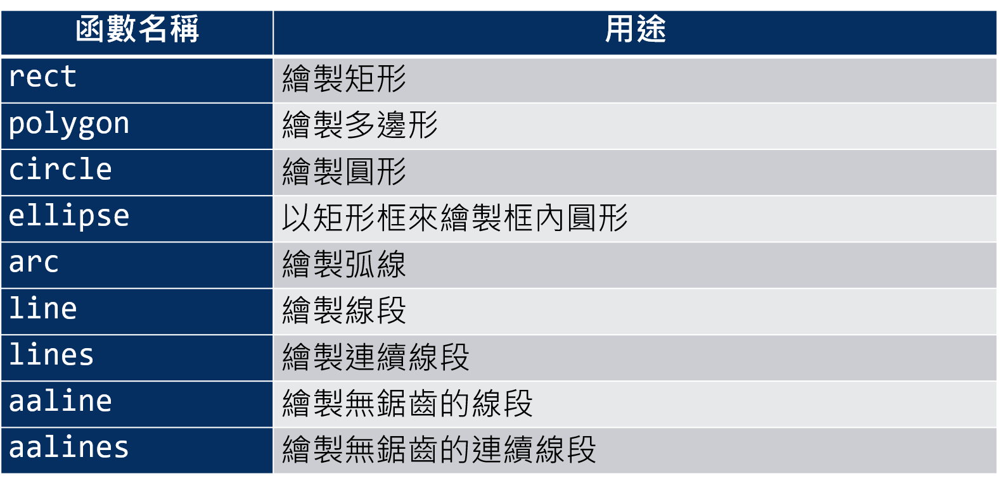 函數名稱 用途
rect 繪製矩形
polygon 繪製多邊形
circle 繪製圓形
ellipse 以矩形框來繪製框內圓形
arc 繪製弧線
line 繪製線段
lines 繪製連續線段
aaline 繪製無鋸齒的線段
aalines 繪製無鋸齒的連續線段